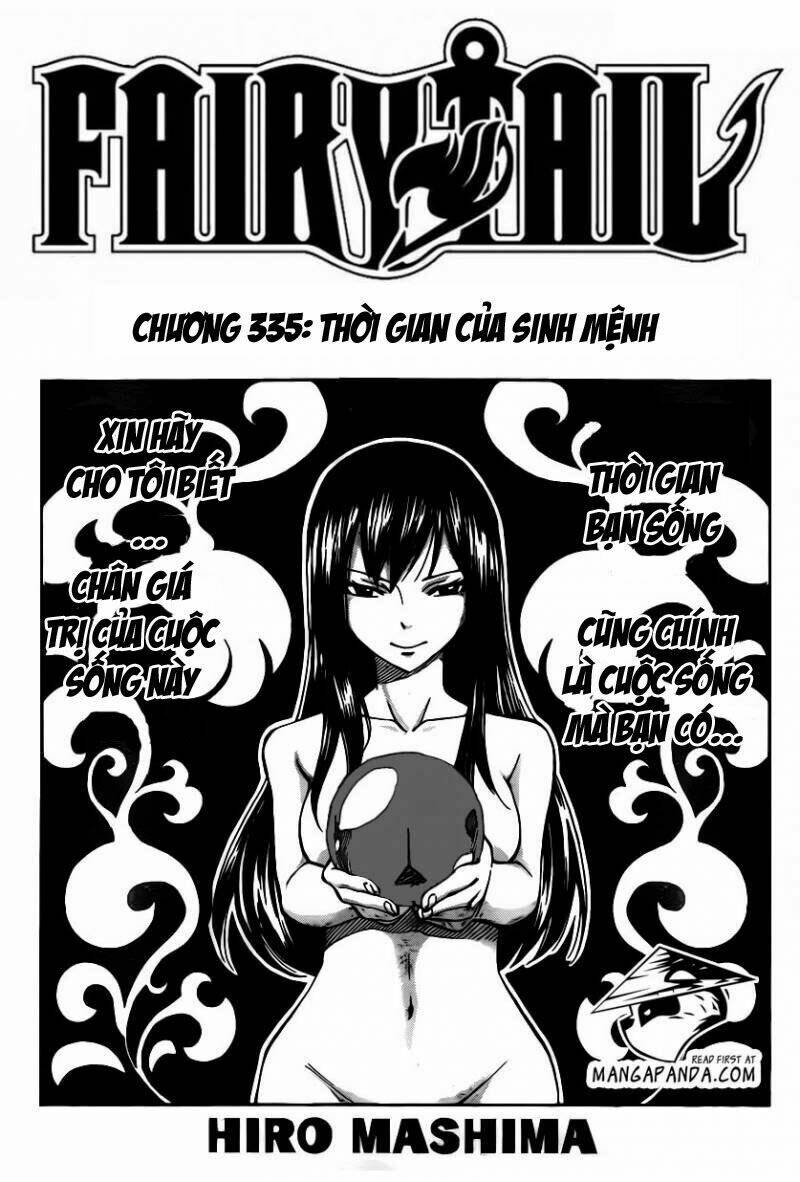 FAIRY TAIL
CHƯƠNG 335: THỜI GIAN CỦA SINH MỆNH
XIN HÃY
CHO TÔI BIẾT
...
CHÂN GIÁ
TRỊ CỦA CUỘC
SỐNG NÀY
THỜI GIAN
BẠN SỐNG
CŨNG CHÍNH
LÀ CUỘC SỐNG
MÀ BẠN CÓ...
READ FIRST AT
MANGAPANDA.COM
HIRO MASHIMA